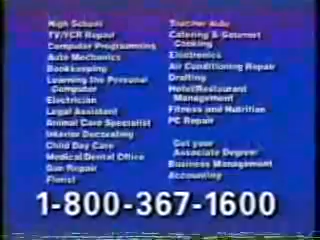 High School
TV/VCR Repair
Computer Programming
Auto Mechanics
Bookkeeping
Learning the Personal
Computer
Electrician
Legal Assistant
Animal Care Specialist
Interior Decorating
Child Day Care
Medical/Dental Office
Gun Repair
Florist
Teacher Aide
Catering & Gourmet
Cooking
Electronics
Air Conditioning Repair
Drafting
Hotel/Restaurant
Management
Fitness and Nutrition
PC Repair
Get your
Associate Degree:
Business Management
Accounting
1-800-367-1600